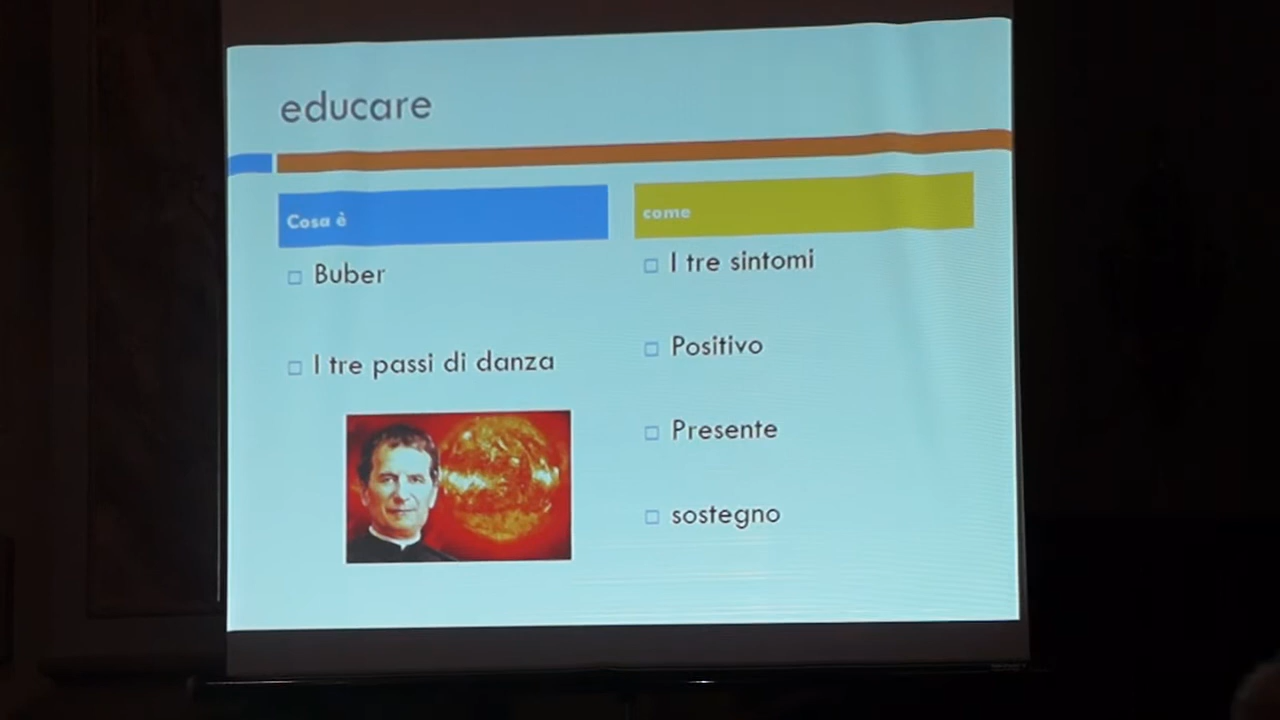 educare
Cosa è
Buber
I tre passi di danza
come
I tre sintomi
Positivo
Presente
sostegno